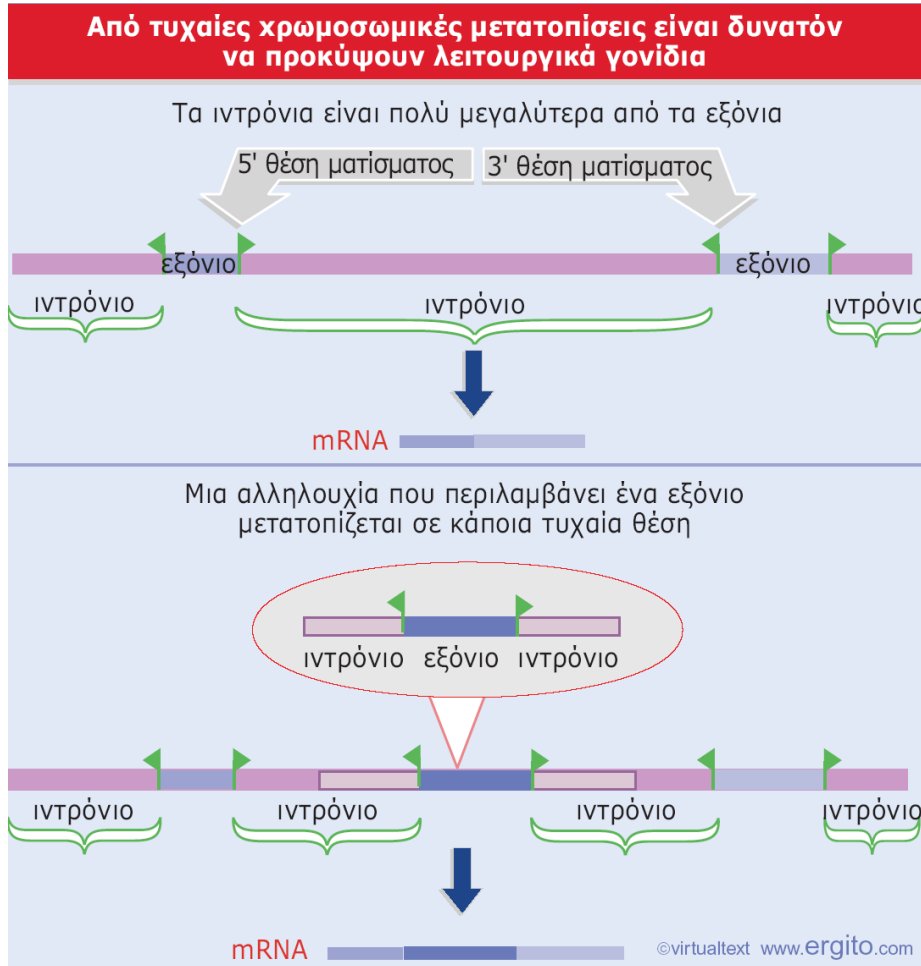 Από τυχαίες χρωμοσωμικές μετατοπίσεις είναι δυνατόν
να προκύψουν λειτουργικά γονίδια
Τα ιντρόνια είναι πολύ μεγαλύτερα από τα εξόνια
5' θέση ματίσματος 3' θέση ματίσματος
εξόνιο εξόνιο
ιντρόνιο ιντρόνιο ιντρόνιο
mRNA
Μια αλληλουχία που περιλαμβάνει ένα εξόνιο
μετατοπίζεται σε κάποια τυχαία θέση
ιντρόνιο εξόνιο ιντρόνιο
ιντρόνιο ιντρόνιο ιντρόνιο ιντρόνιο
mRNA ©virtualtext www.ergito.com